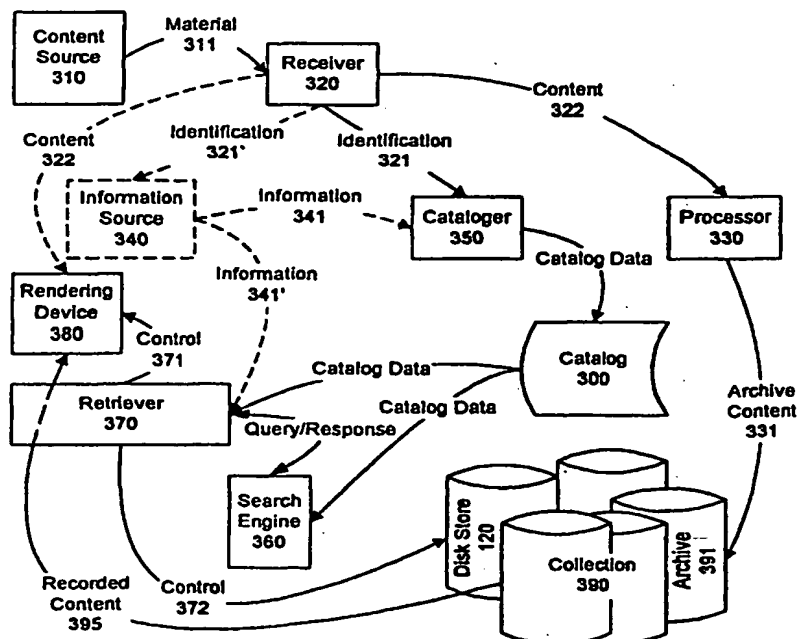 Content
Source
310
Material
311
Receiver
320
Content
322
Content
322
Identification
321'
Identification
321
Information
Source
340
Information
341
Cataloger
350
Processor
330
Information
341'
Catalog Data
Rendering
Device
380
Control
371
Catalog
300
Catalog Data
Retriever
370
Catalog Data
Archive
Content
331
Query/Response
Search
Engine
360
Disk Store
120
Collection
390
Archive
391
Recorded
Content
395
Control
372